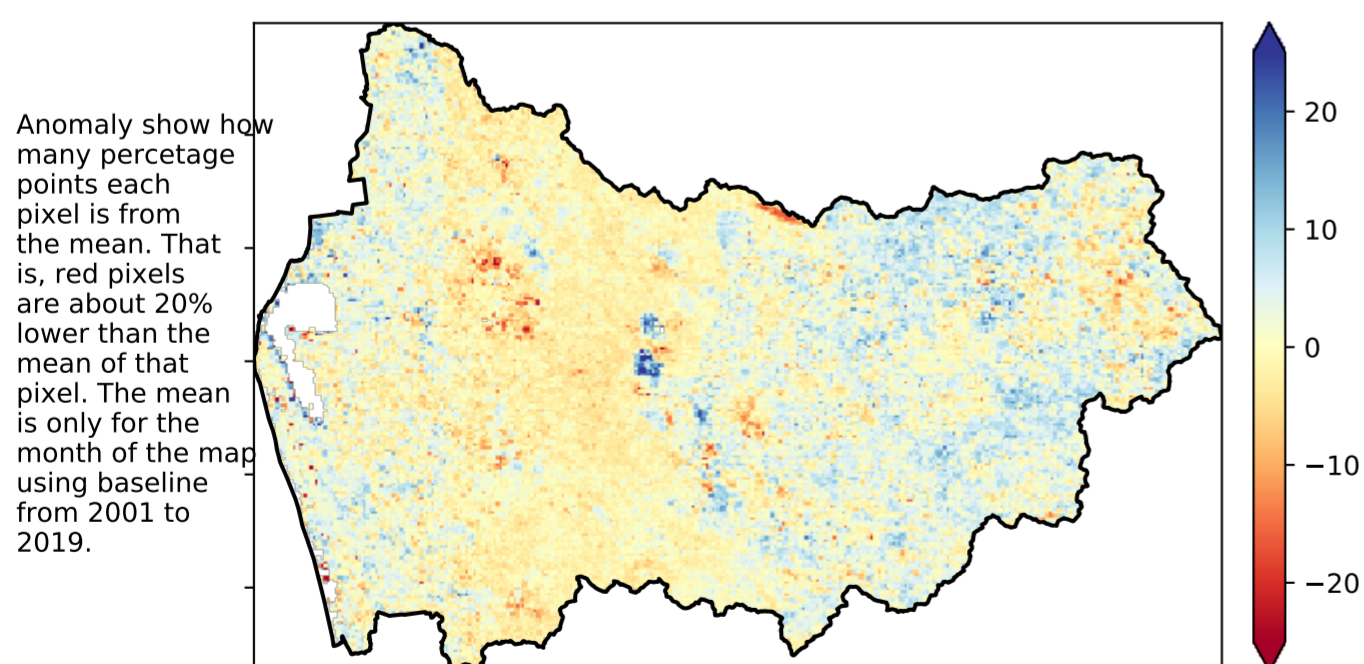 Anomaly show how
many percetage
points each
pixel is from
the mean. That
is, red pixels
are about 20%
lower than the
mean of that
pixel. The mean
is only for the
month of the map
using baseline
from 2001 to
2019.
20
10
0
−10
−20